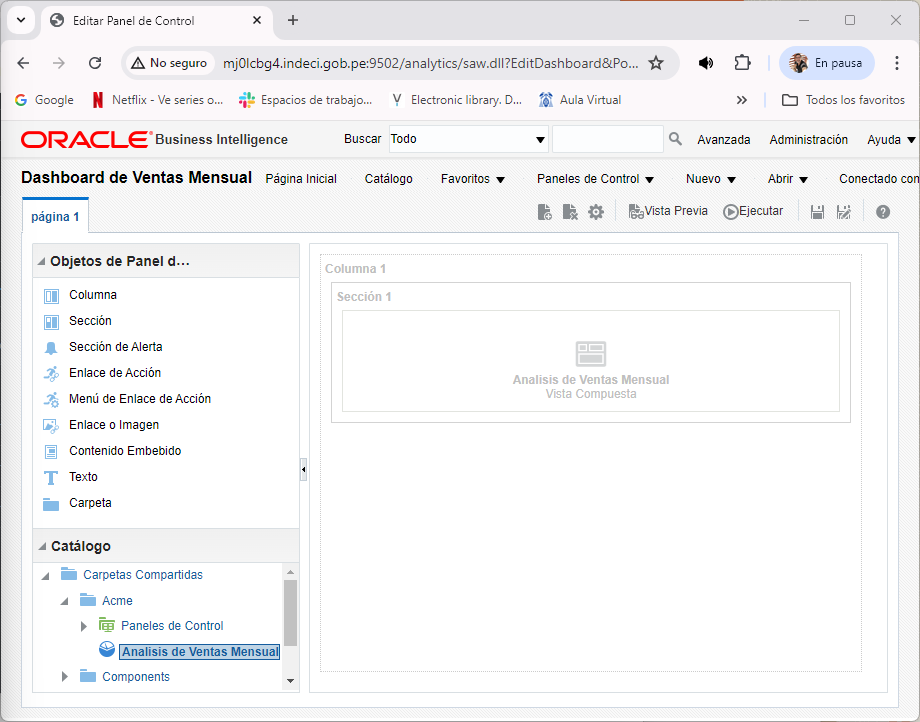 Editar Panel de Control
No seguro
mj0lcbg4.indeci.gob.pe:9502/analytics/saw.dll?EditDashboard&Po...
En pausa
Google
Netflix - Ve series o...
Espacios de trabajo...
Electronic library. D...
Aula Virtual
Todos los favoritos
ORACLE Business Intelligence
Buscar
Todo
Avanzada
Administración
Ayuda
Dashboard de Ventas Mensual
Página Inicial
Catálogo
Favoritos
Paneles de Control
Nuevo
Abrir
Conectado con
página 1
Vista Previa
Ejecutar
Objetos de Panel d...
Columna
Sección
Sección de Alerta
Enlace de Acción
Menú de Enlace de Acción
Enlace o Imagen
Contenido Embebido
Texto
Carpeta
Catálogo
Carpetas Compartidas
Acme
Paneles de Control
Analisis de Ventas Mensual
Components
Columna 1
Sección 1
Analisis de Ventas Mensual
Vista Compuesta